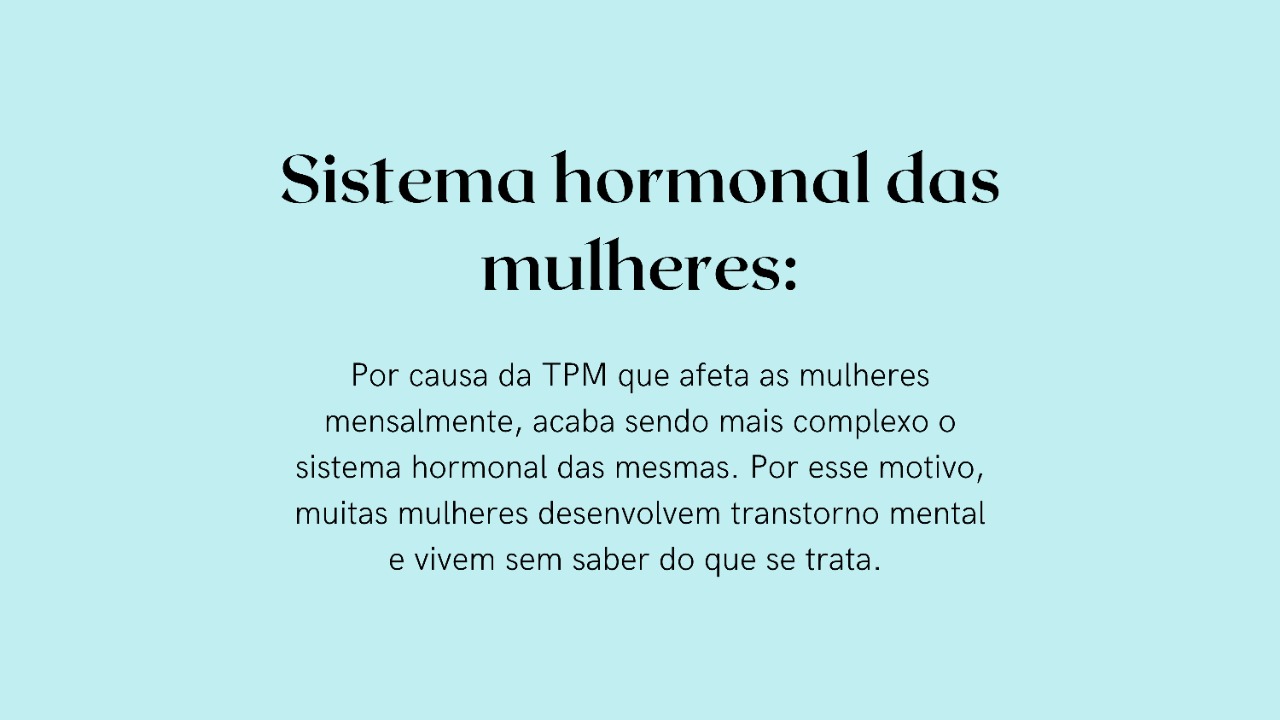 Sistema hormonal das
mulheres:
Por causa da TPM que afeta as mulheres
mensalmente, acaba sendo mais complexo o
sistema hormonal das mesmas. Por esse motivo,
muitas mulheres desenvolvem transtorno mental
e vivem sem saber do que se trata.